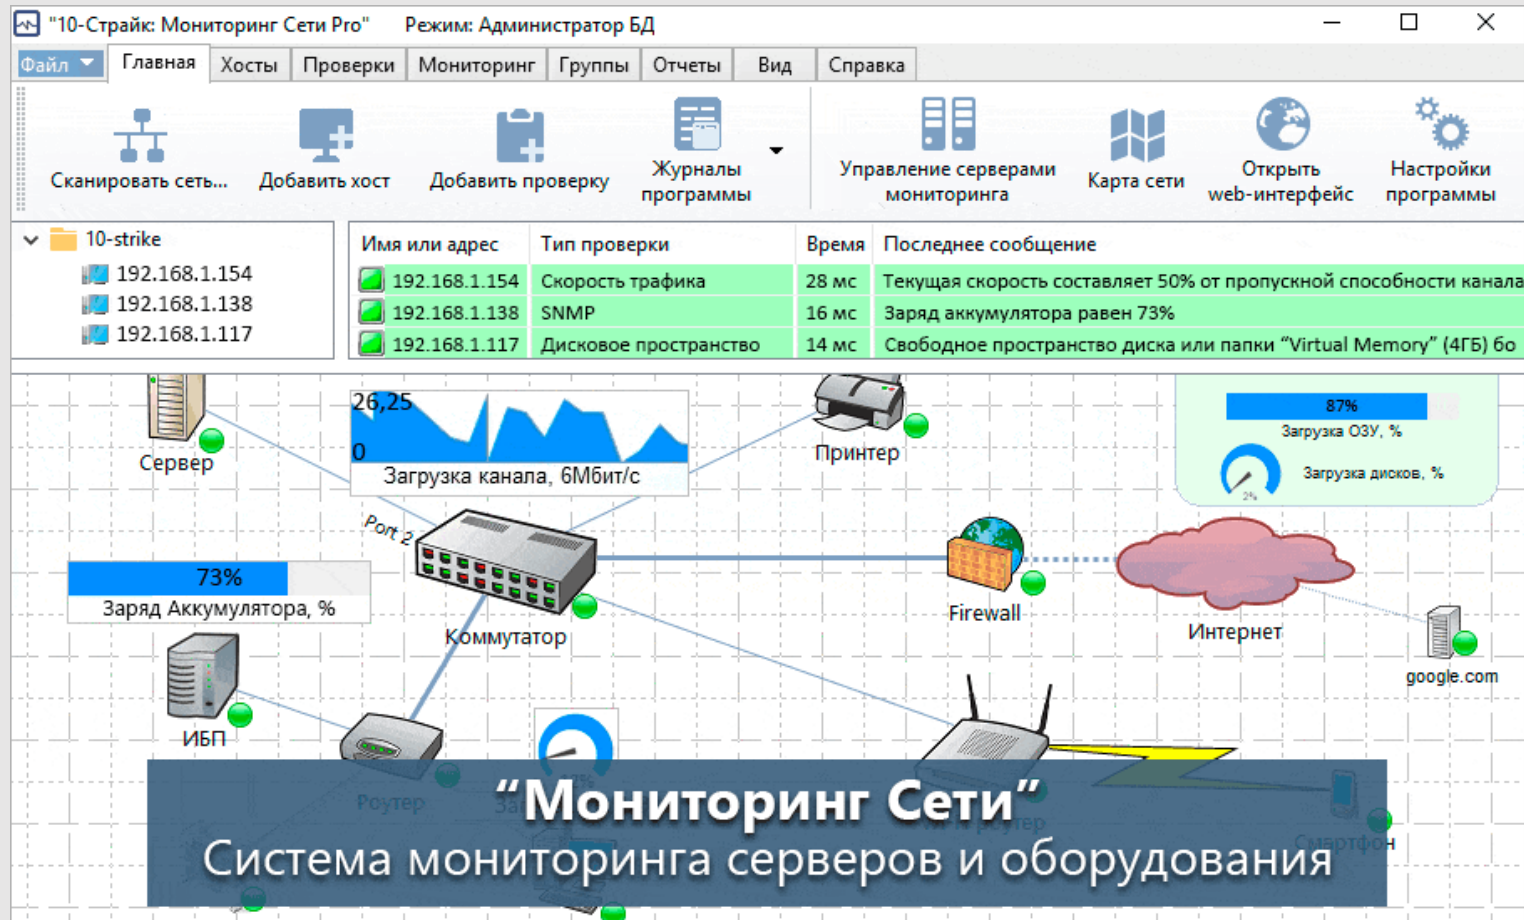 "10-Страйк: Мониторинг Сети Pro" Режим: Администратор БД
Файл Главная Хосты Проверки Мониторинг Группы Отчеты Вид Справка
Сканировать сеть...
Добавить хост
Добавить проверку
Журналы
программы
Управление серверами
мониторинга
Карта сети
Открыть
web-интерфейс
Настройки
программы
10-strike
192.168.1.154
192.168.1.138
192.168.1.117
Имя или адрес Тип проверки Время Последнее сообщение
192.168.1.154 Скорость трафика 28 мс Текущая скорость составляет 50% от пропускной способности канала
192.168.1.138 SNMP 16 мс Заряд аккумулятора равен 73%
192.168.1.117 Дисковое пространство 14 мс Свободное пространство диска или папки “Virtual Memory” (4ГБ) бо
Сервер
26,25
0
Загрузка канала, 6Мбит/с
Принтер
87%
Загрузка ОЗУ, %
Загрузка дисков, %
2%
Port 2
73%
Заряд Аккумулятора, %
Коммутатор
Firewall
Интернет
google.com
ИБП
Роутер
Смартфон
“Мониторинг Сети”
Система мониторинга серверов и оборудования